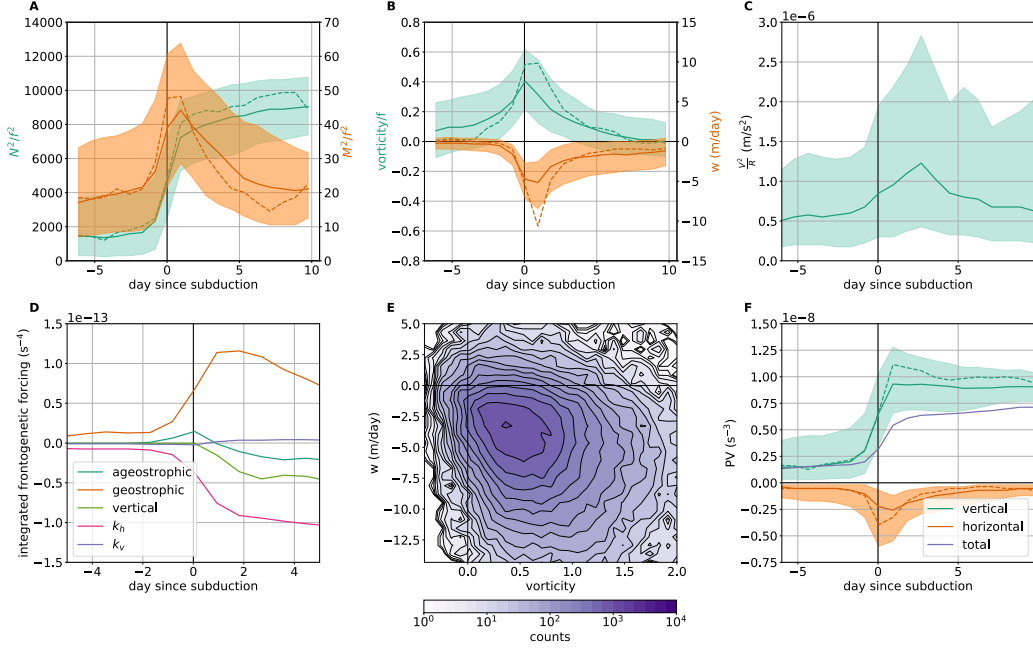 A
14000
12000
10000
8000
6000
4000
2000
0
N²/f²
70
60
50
40
30
20
10
0
M²/f²
−5 0 5 10
day since subduction
B
0.8
0.6
0.4
0.2
0.0
−0.2
−0.4
−0.6
−0.8
vorticity/f
15
10
5
0
−5
−10
−15
w (m/day)
−5 0 5 10
day since subduction
C
1e−6
3.0
2.5
2.0
1.5
1.0
0.5
0.0
V²/R (m/s²)
−5 0 5
day since subduction
D
1e−13
1.5
1.0
0.5
0.0
−0.5
−1.0
−1.5
integrated frontogenetic forcing (s⁻⁴)
ageostrophic
geostrophic
vertical
kₕ
kᵥ
−4 −2 0 2 4
day since subduction
E
5.0
2.5
0.0
−2.5
−5.0
−7.5
−10.0
−12.5
w (m/day)
0.0 0.5 1.0 1.5 2.0
vorticity
10⁰ 10¹ 10² 10³ 10⁴
counts
F
1e−8
1.50
1.25
1.00
0.75
0.50
0.25
0.00
−0.25
−0.50
−0.75
PV (s⁻³)
vertical
horizontal
total
−5 0 5
day since subduction